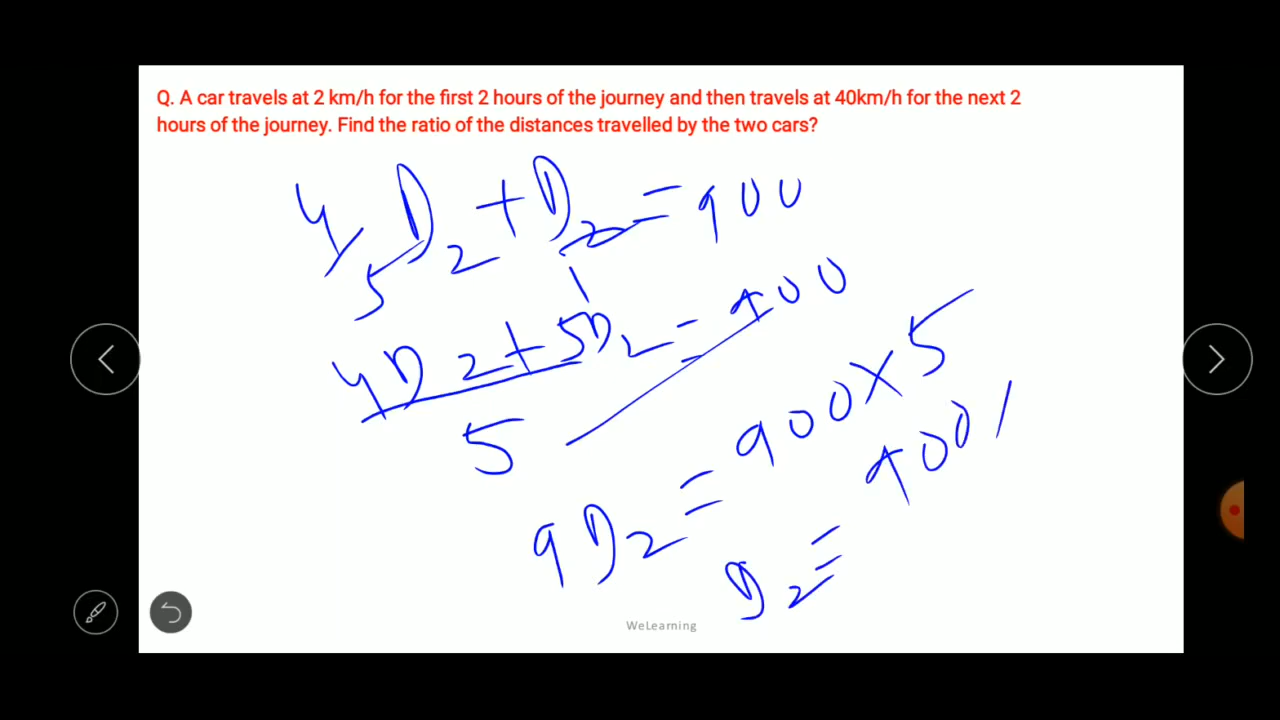 Q. A car travels at 2 km/h for the first 2 hours of the journey and then travels at 40km/h for the next 2
hours of the journey. Find the ratio of the distances travelled by the two cars?
4/5 D2 + D2 = 900
4D2 + 5D2 = 900
5
9D2 = 900 x 5
D2 = 900/
WeLearning